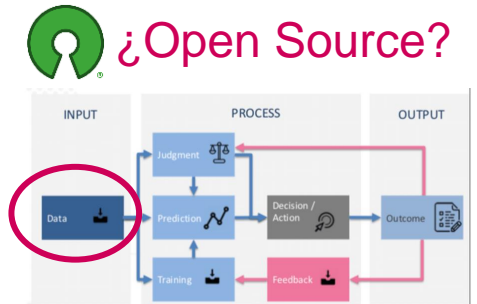 ¿Open Source?
INPUT
PROCESS
OUTPUT
Judgment
Data
Prediction
Decision /
Action
Outcome
Training
Feedback